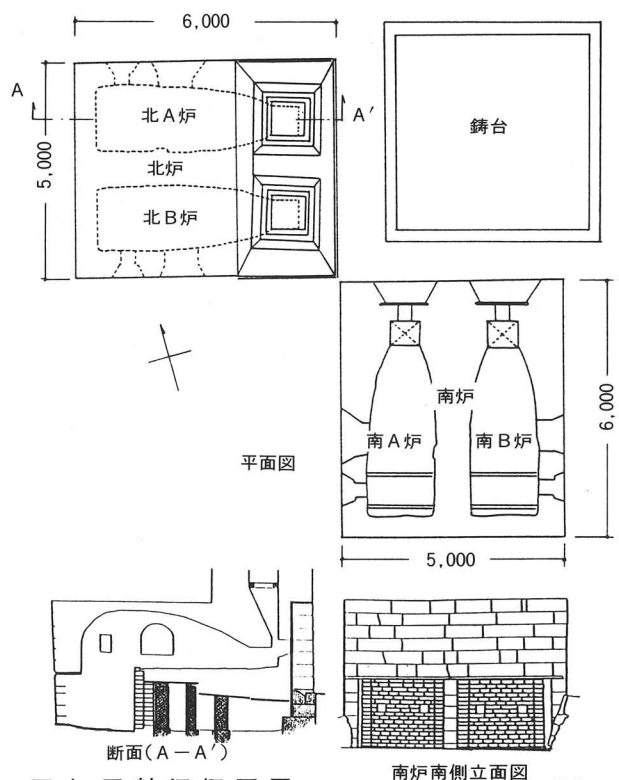 6,000
5,000
A
A′
北A炉
北炉
北B炉
鋳台
南炉
南A炉
南B炉
6,000
5,000
平面図
断面(A－A′)
南炉南側立面図